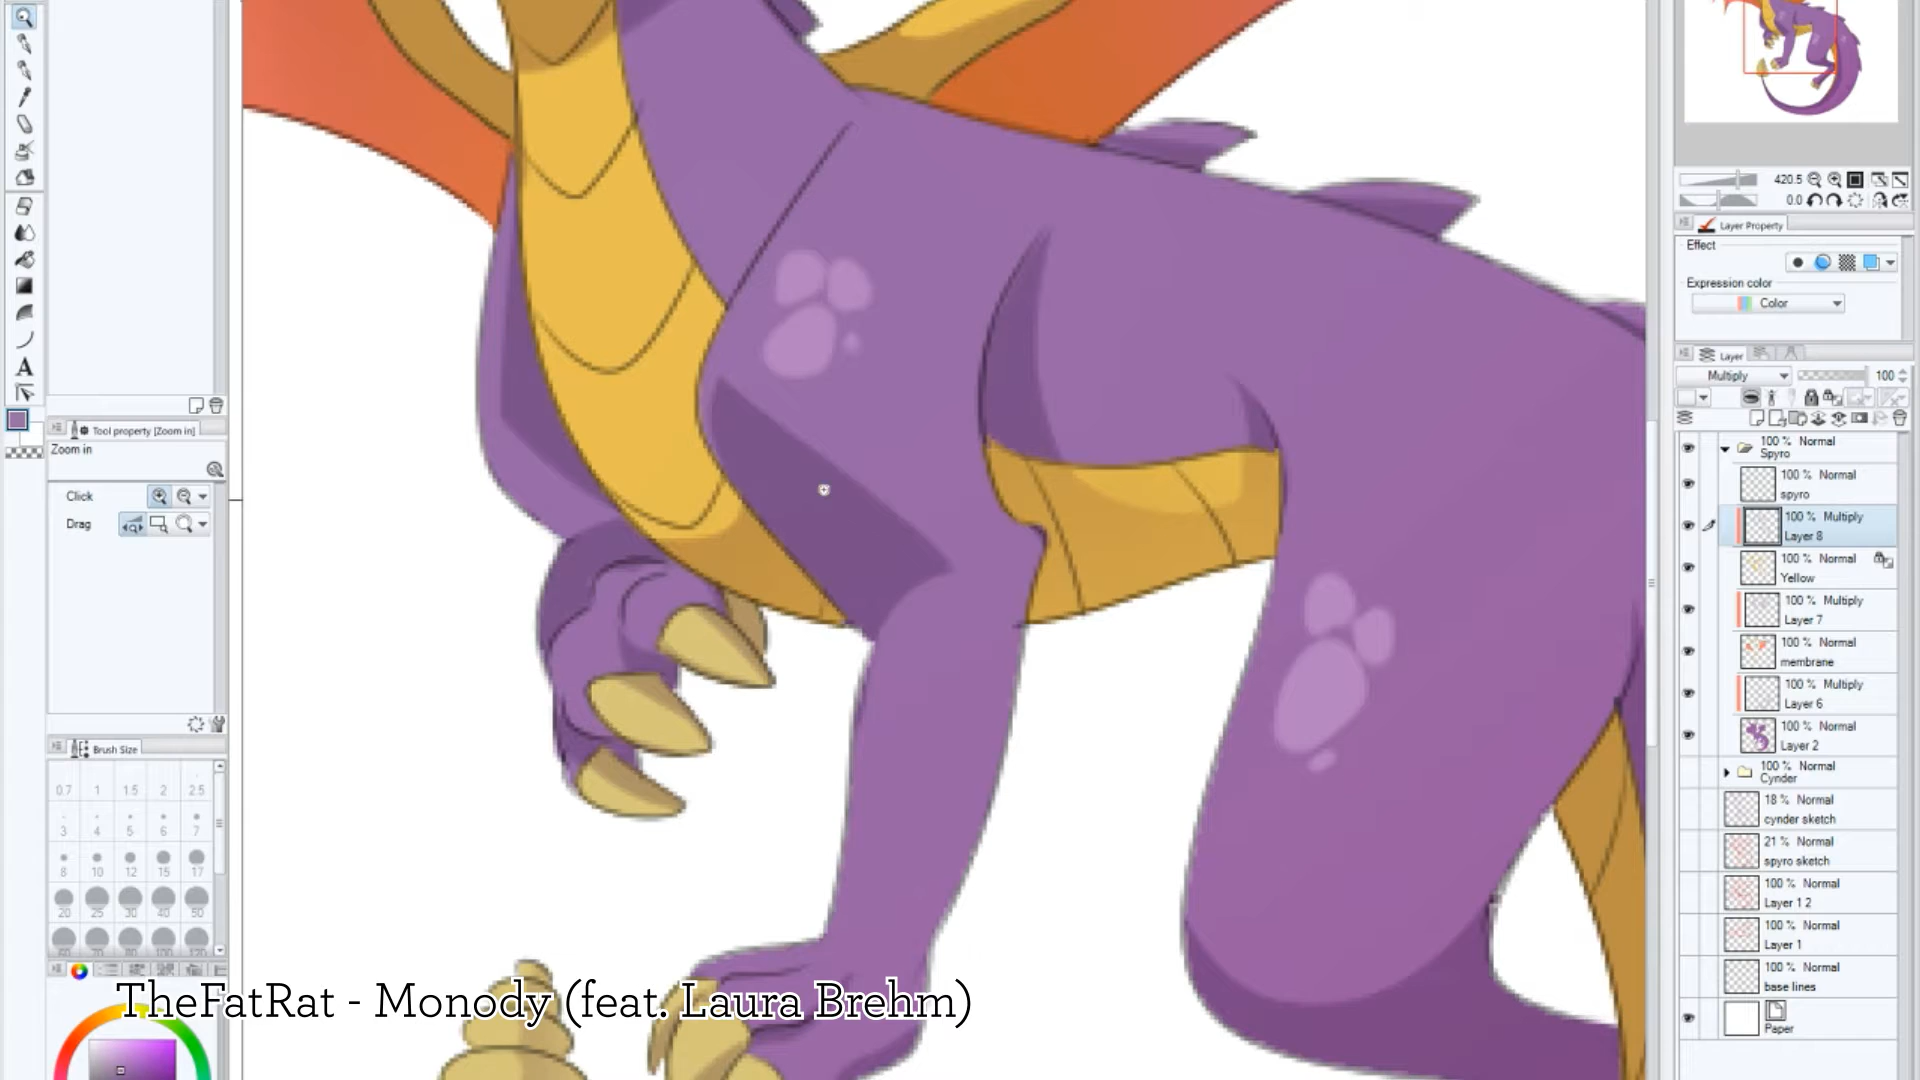 420.5
0.0
Layer Property
Effect
Expression color
Color
Layer
Multiply
100
100 % Normal
Spyro
100 % Normal
spyro
100 % Multiply
Layer 8
100 % Normal
Yellow
100 % Multiply
Layer 7
100 % Normal
membrane
100 % Multiply
Layer 6
100 % Normal
Layer 2
100 % Normal
Cynder
18 % Normal
cynder sketch
21 % Normal
spyro sketch
100 % Normal
Layer 1 2
100 % Normal
Layer 1
100 % Normal
base lines
Paper
A
Tool property [Zoom in]
Zoom in
Click
Drag
Brush Size
0.7 1 1.5 2 2.5
3 4 5 6 7
8 10 12 15 17
20 25 30 40 50
TheFatRat - Monody (feat. Laura Brehm)